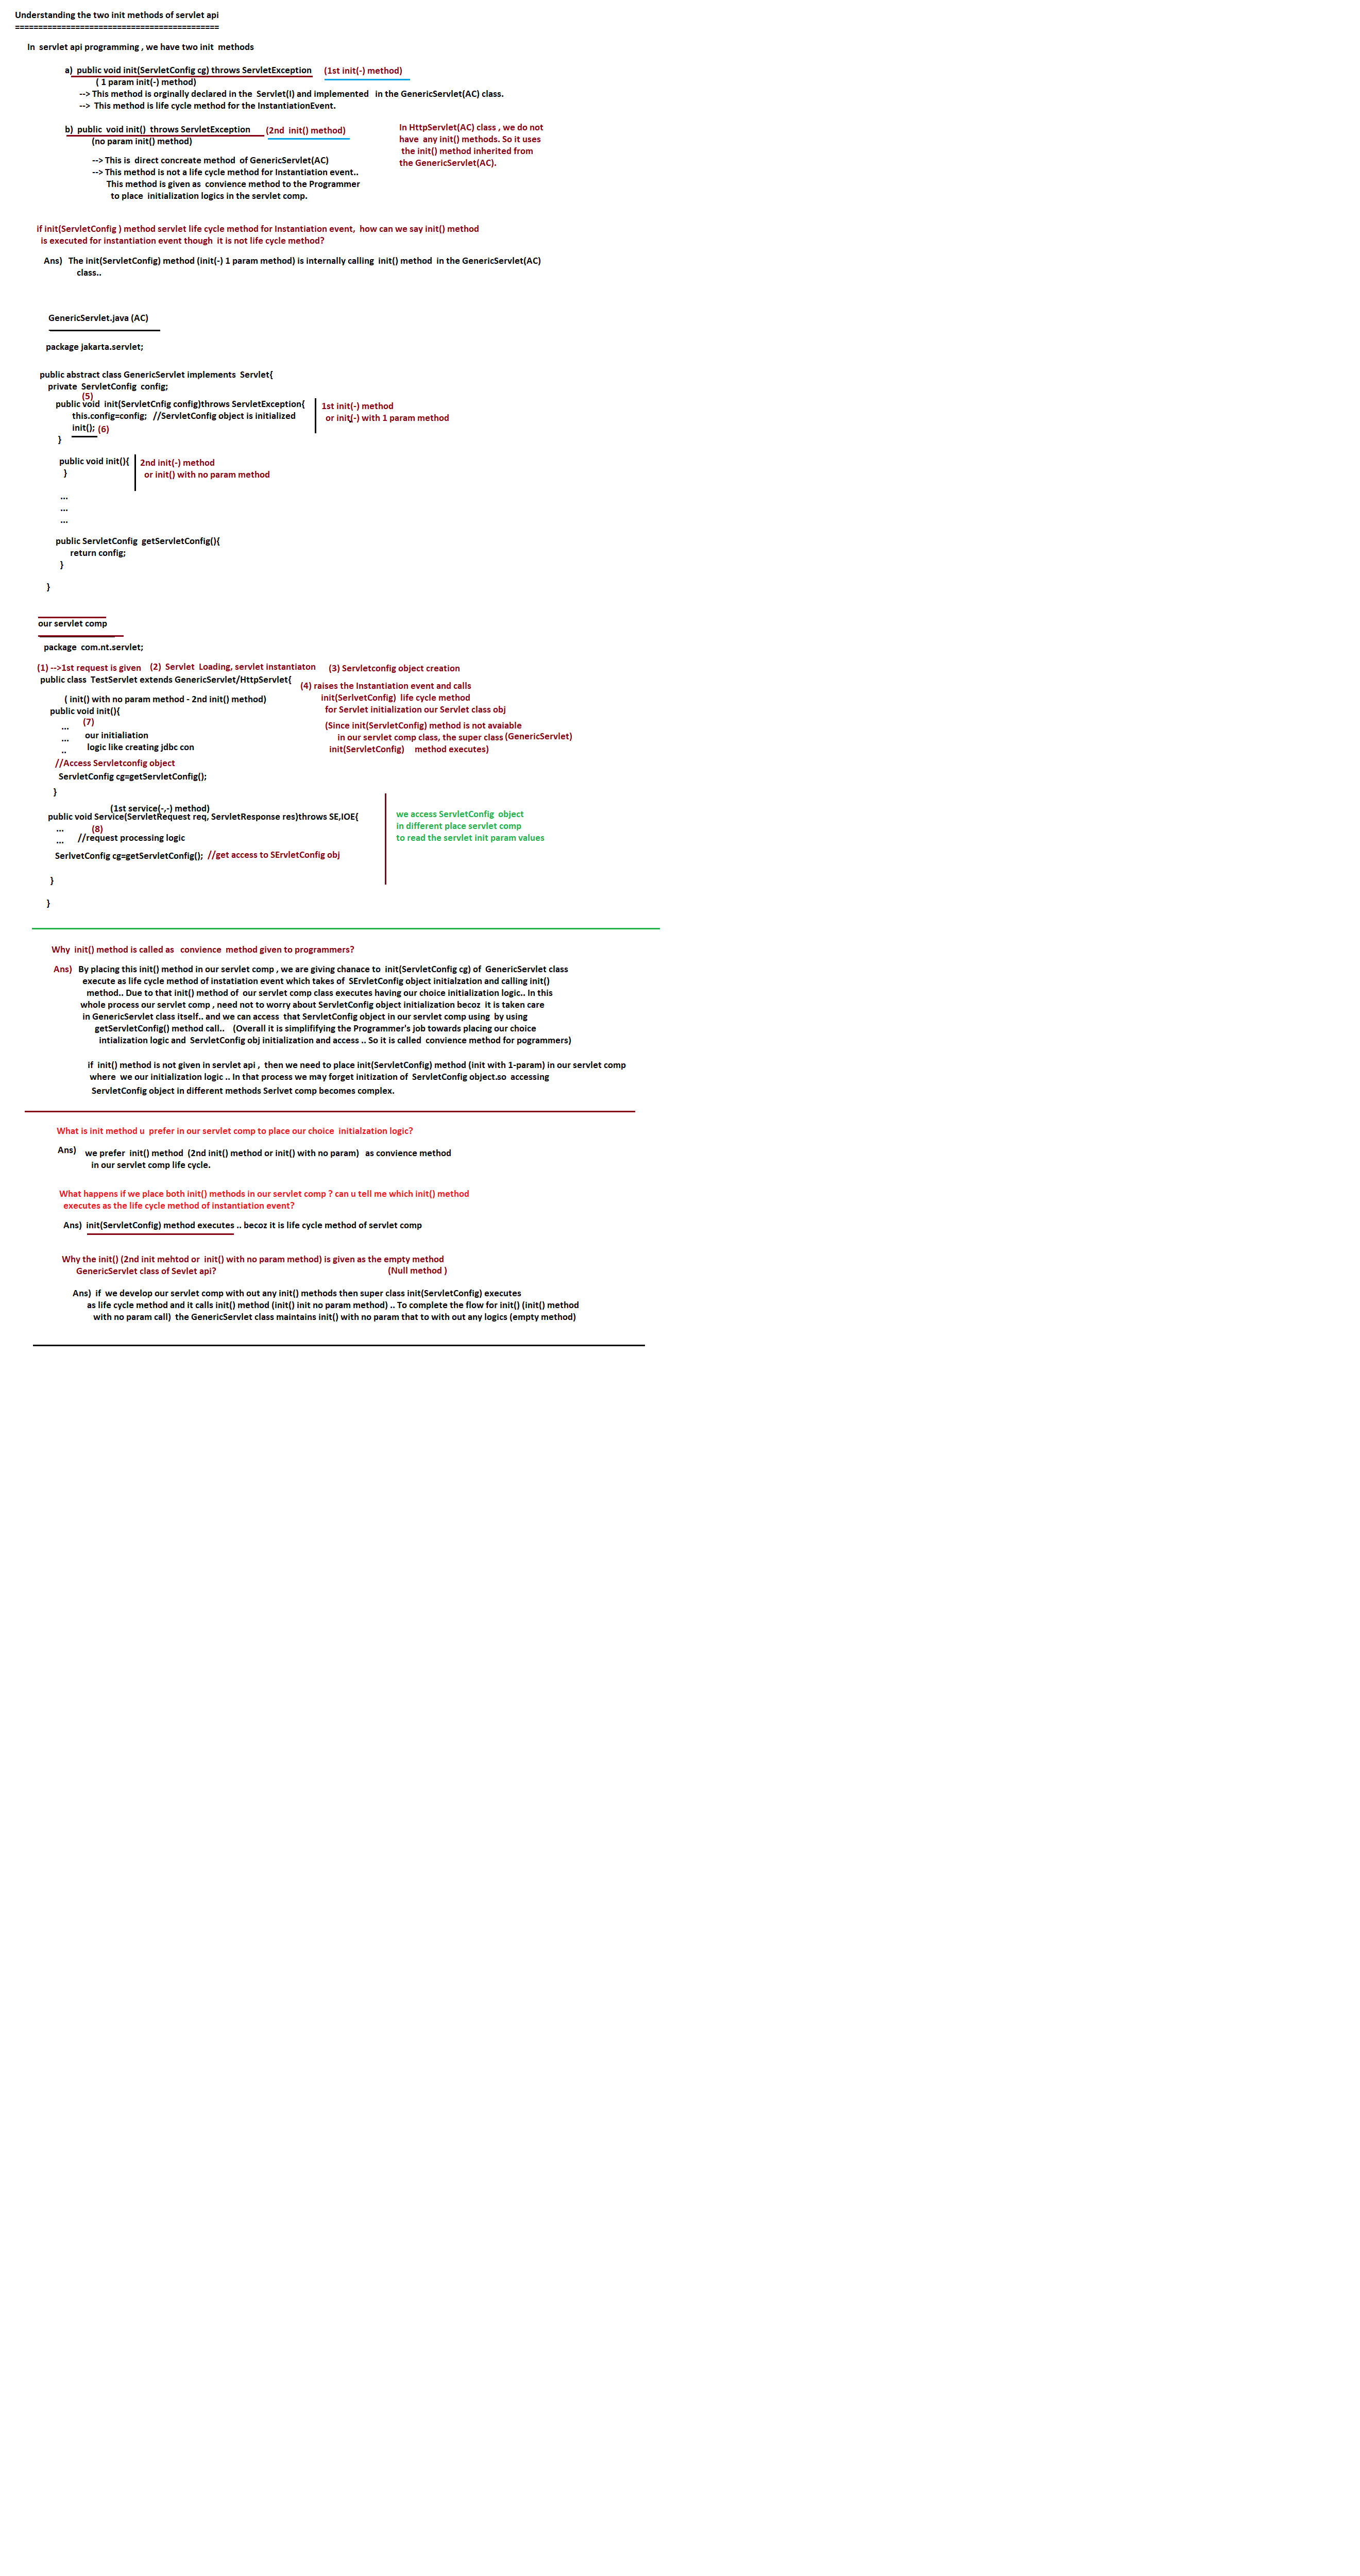 Understanding the two init methods of servlet api
============================================
In servlet api programming , we have two init methods
a) public void init(ServletConfig cg) throws ServletException (1st init(-) method)
( 1 param init(-) method)
--> This method is orginally declared in the Servlet(I) and implemented in the GenericServlet(AC) class.
--> This method is life cycle method for the InstantiationEvent.
b) public void init() throws ServletException (2nd init() method)
(no param init() method)
In HttpServlet(AC) class , we do not
have any init() methods. So it uses
the init() method inherited from
the GenericServlet(AC).
--> This is direct concreate method of GenericServlet(AC)
--> This method is not a life cycle method for Instantiation event..
This method is given as convience method to the Programmer
to place initialization logics in the servlet comp.
if init(ServletConfig ) method servlet life cycle method for Instantiation event, how can we say init() method
is executed for instantiation event though it is not life cycle method?
Ans) The init(ServletConfig) method (init(-) 1 param method) is internally calling init() method in the GenericServlet(AC)
class..
GenericServlet.java (AC)
package jakarta.servlet;
public abstract class GenericServlet implements Servlet{
private ServletConfig config;
(5)
public void init(ServletCnfig config)throws ServletException{
this.config=config; //ServletConfig object is initialized
init(); (6)
}
1st init(-) method
or init(-) with 1 param method
public void init(){
}
2nd init(-) method
or init() with no param method
...
...
...
public ServletConfig getServletConfig(){
return config;
}
}
our servlet comp
package com.nt.servlet;
(1) -->1st request is given (2) Servlet Loading, servlet instantiaton (3) Servletconfig object creation
public class TestServlet extends GenericServlet/HttpServlet{
(4) raises the Instantiation event and calls
init(SerlvetConfig) life cycle method
for Servlet initialization our Servlet class obj
(Since init(ServletConfig) method is not avaiable
in our servlet comp class, the super class (GenericServlet)
init(ServletConfig) method executes)
( init() with no param method - 2nd init() method)
public void init(){
(7)
...
... our initialiation
.. logic like creating jdbc con
//Access Servletconfig object
ServletConfig cg=getServletConfig();
}
(1st service(-,-) method)
public void Service(ServletRequest req, ServletResponse res)throws SE,IOE{
... (8)
... //request processing logic
SerlvetConfig cg=getServletConfig(); //get access to SErvletConfig obj
}
}
we access ServletConfig object
in different place servlet comp
to read the servlet init param values
Why init() method is called as convience method given to programmers?
Ans) By placing this init() method in our servlet comp , we are giving chanace to init(ServletConfig cg) of GenericServlet class
execute as life cycle method of instatiation event which takes of SErvletConfig object initialzation and calling init()
method.. Due to that init() method of our servlet comp class executes having our choice initialization logic.. In this
whole process our servlet comp , need not to worry about ServletConfig object initialization becoz it is taken care
in GenericServlet class itself.. and we can access that ServletConfig object in our servlet comp using by using
getServletConfig() method call.. (Overall it is simplififying the Programmer's job towards placing our choice
intialization logic and ServletConfig obj initialization and access .. So it is called convience method for pogrammers)
if init() method is not given in servlet api , then we need to place init(ServletConfig) method (init with 1-param) in our servlet comp
where we our initialization logic .. In that process we may forget initization of ServletConfig object.so accessing
ServletConfig object in different methods Serlvet comp becomes complex.
What is init method u prefer in our servlet comp to place our choice initialzation logic?
Ans) we prefer init() method (2nd init() method or init() with no param) as convience method
in our servlet comp life cycle.
What happens if we place both init() methods in our servlet comp ? can u tell me which init() method
executes as the life cycle method of instantiation event?
Ans) init(ServletConfig) method executes .. becoz it is life cycle method of servlet comp
Why the init() (2nd init mehtod or init() with no param method) is given as the empty method
GenericServlet class of Sevlet api? (Null method )
Ans) if we develop our servlet comp with out any init() methods then super class init(ServletConfig) executes
as life cycle method and it calls init() method (init() init no param method) .. To complete the flow for init() (init() method
with no param call) the GenericServlet class maintains init() with no param that to with out any logics (empty method)